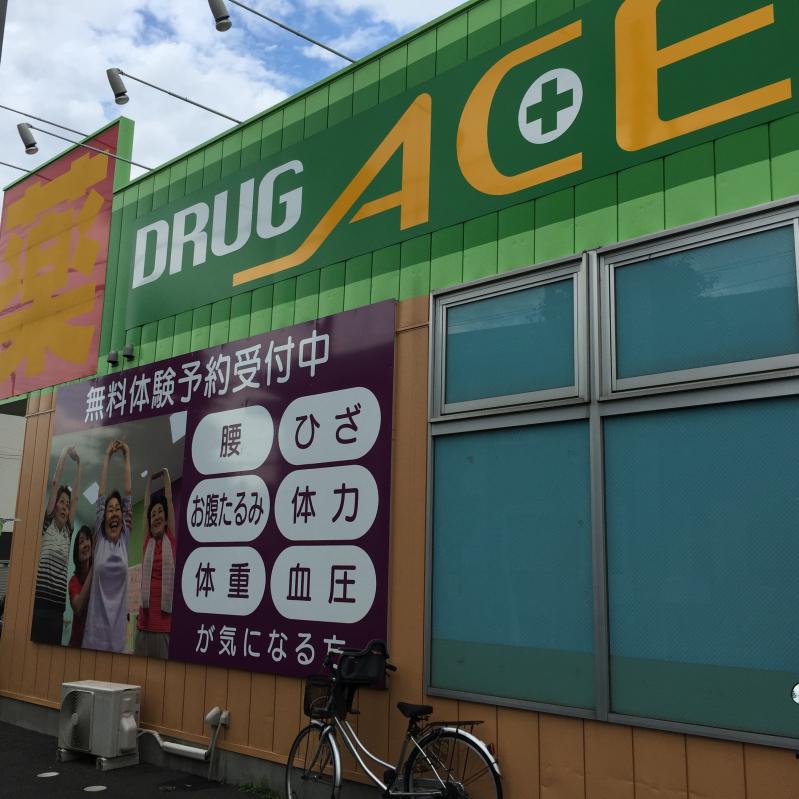 薬
DRUG ACE
無料体験予約受付中
腰 ひざ
お腹たるみ 体力
体重 血圧
が気になる方